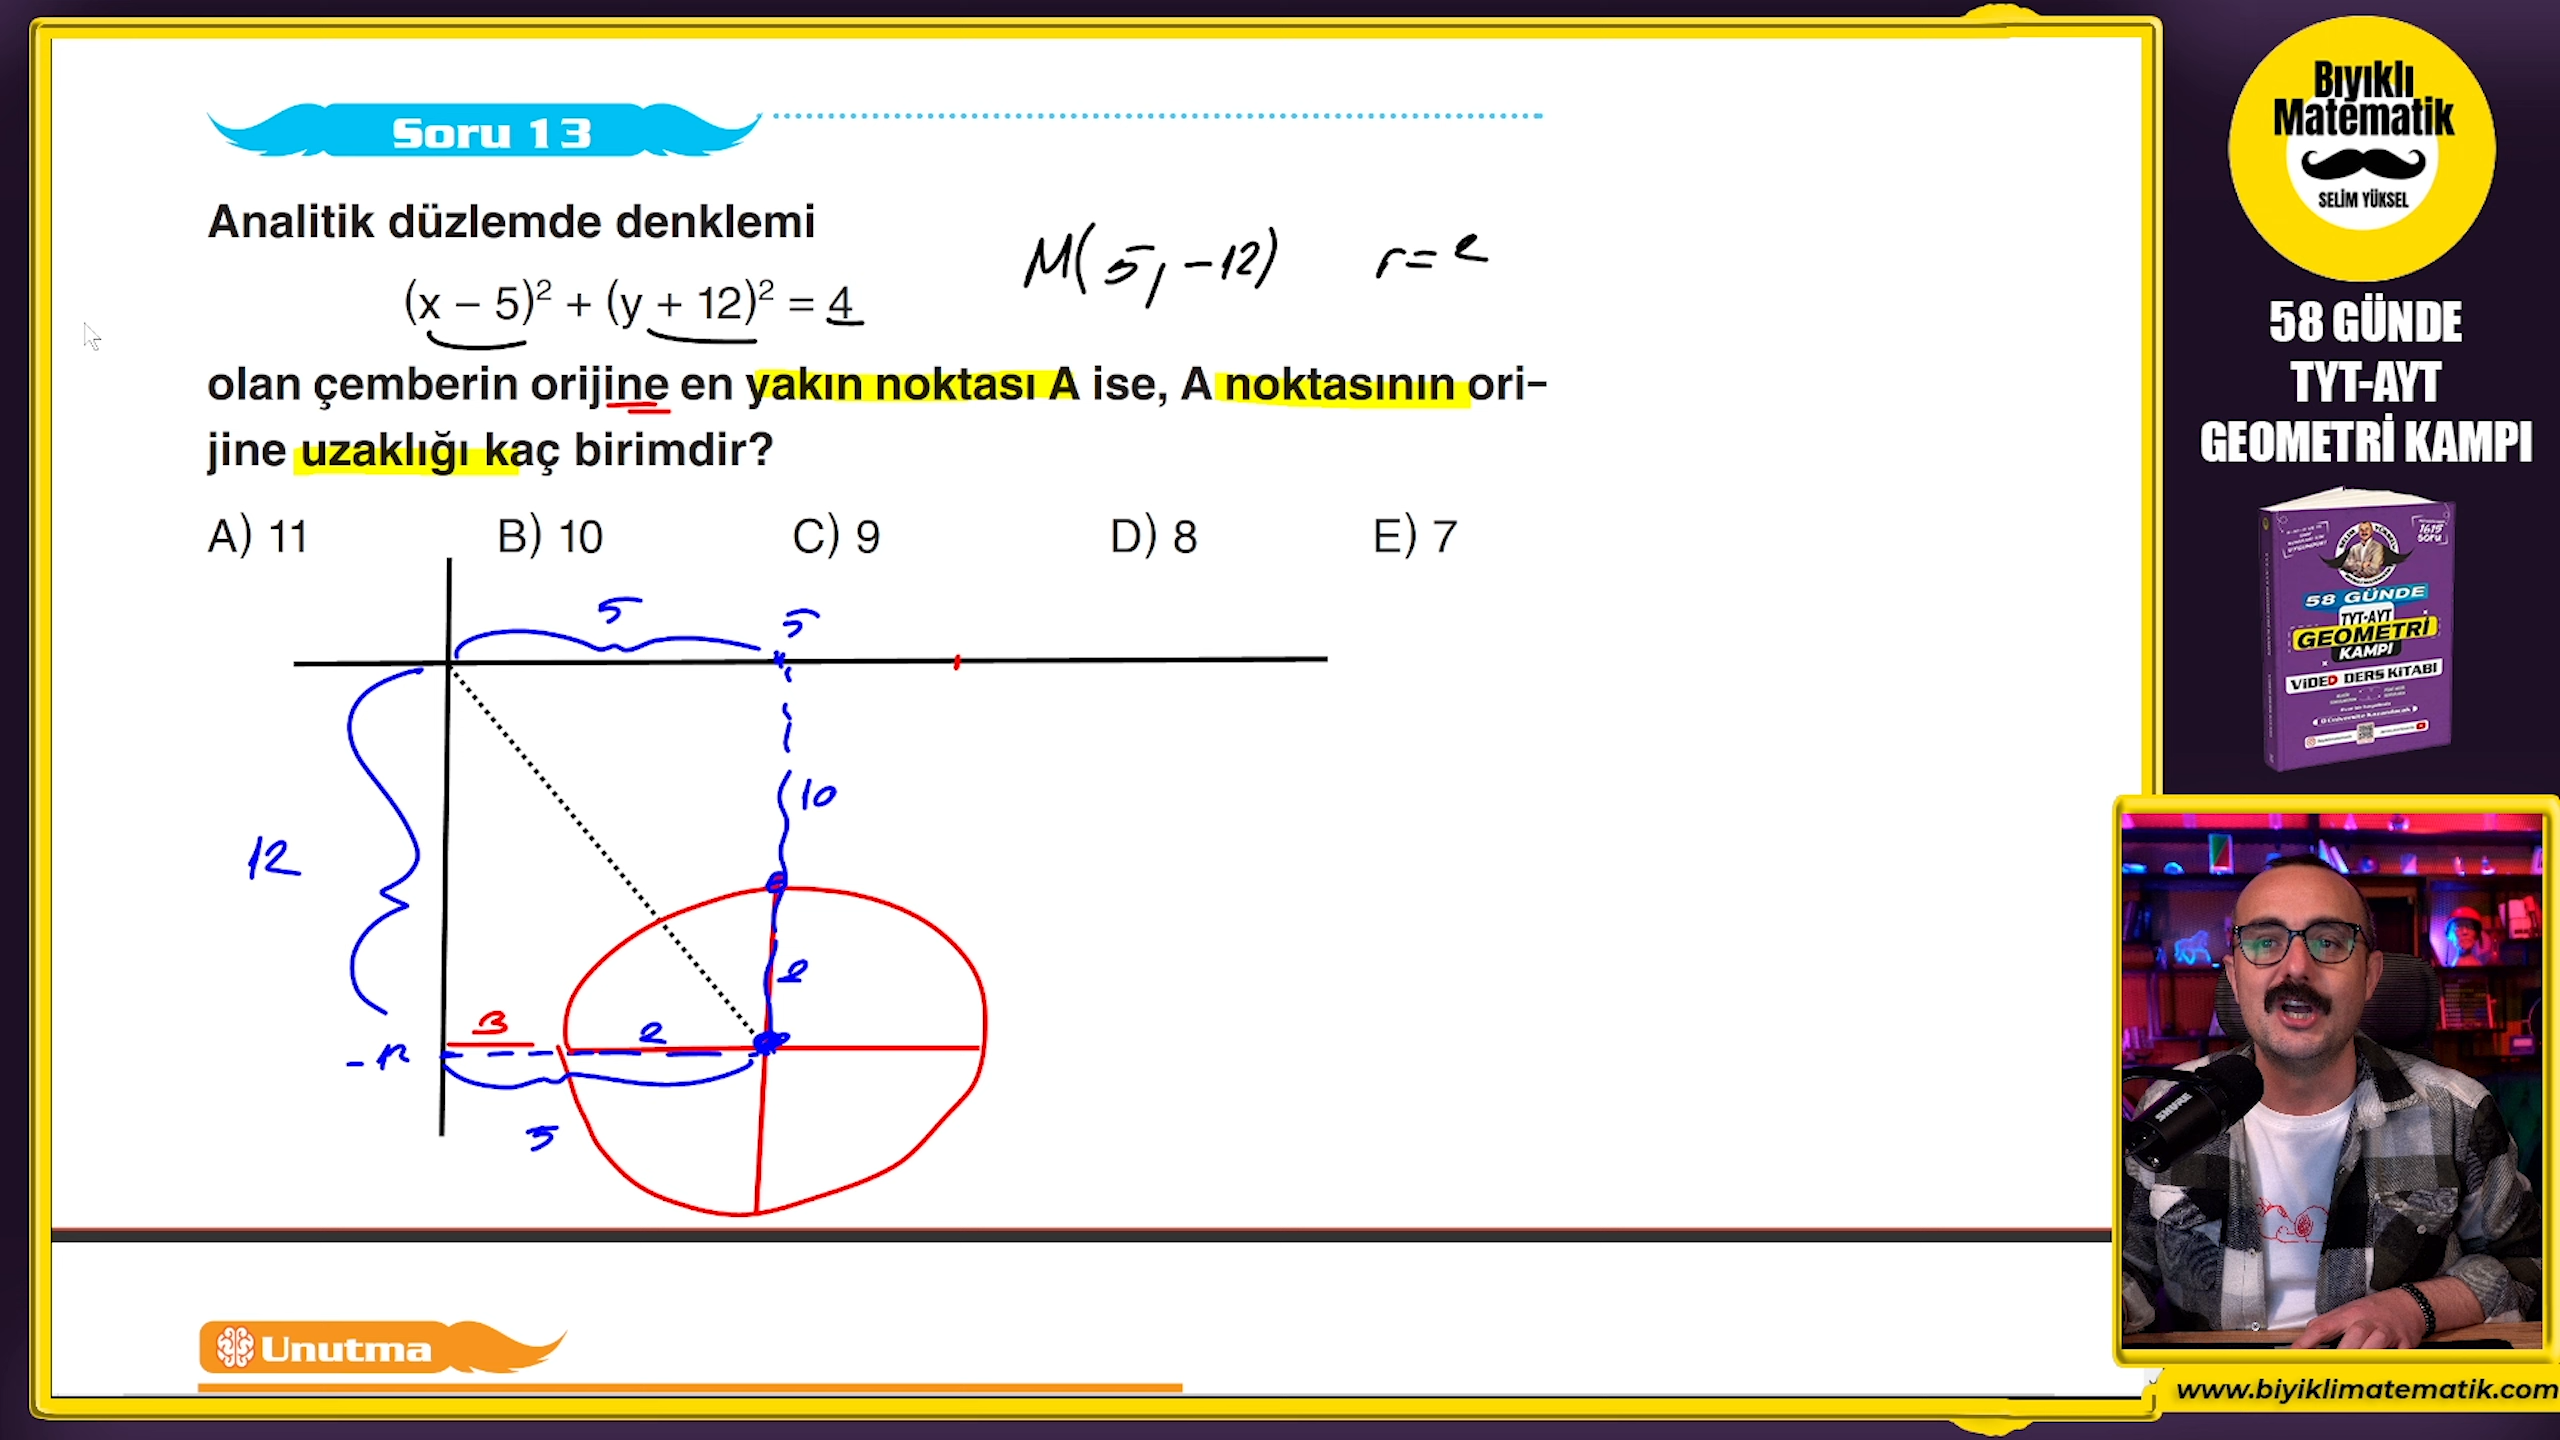 Soru 13
Analitik düzlemde denklemi
(x – 5)² + (y + 12)² = 4
M(5, -12) r = 2
olan çemberin orijine en yakın noktası A ise, A noktasının ori-
jine uzaklığı kaç birimdir?
A) 11 B) 10 C) 9 D) 8 E) 7
5 5
10
12
2
3 2
-12
5
Unutma
Bıyıklı
Matematik
SELİM YÜKSEL
58 GÜNDE
TYT-AYT
GEOMETRİ KAMPI
1615
Soru
58 GÜNDE
TYT-AYT
GEOMETRİ
KAMPI
VİDEO DERS KİTABI
SHURE
www.biyiklimatematik.com